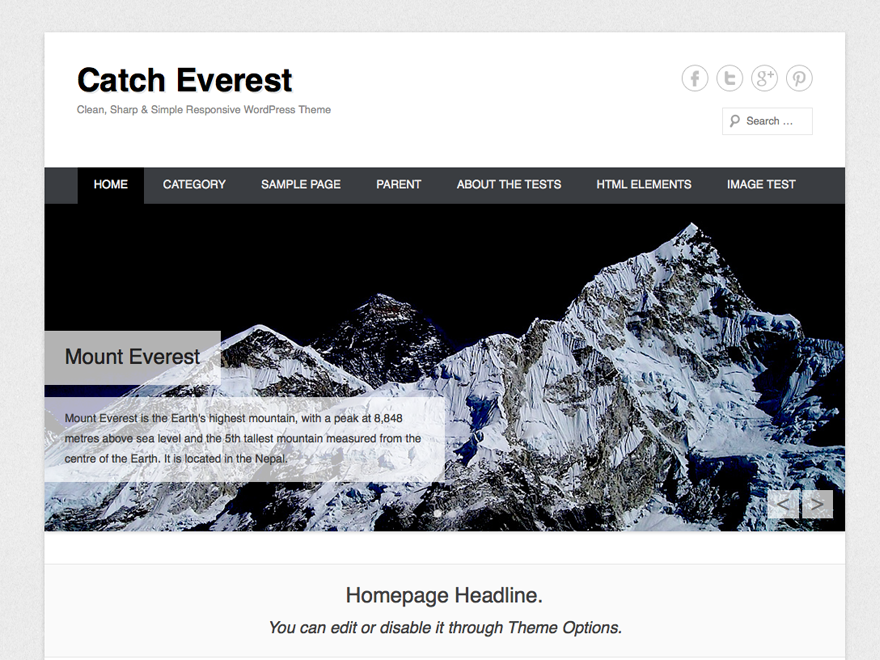 Catch Everest
Clean, Sharp & Simple Responsive WordPress Theme
Search ...
HOME CATEGORY SAMPLE PAGE PARENT ABOUT THE TESTS HTML ELEMENTS IMAGE TEST
Mount Everest
Mount Everest is the Earth's highest mountain, with a peak at 8,848
metres above sea level and the 5th tallest mountain measured from the
centre of the Earth. It is located in the Nepal.
< >
Homepage Headline.
You can edit or disable it through Theme Options.